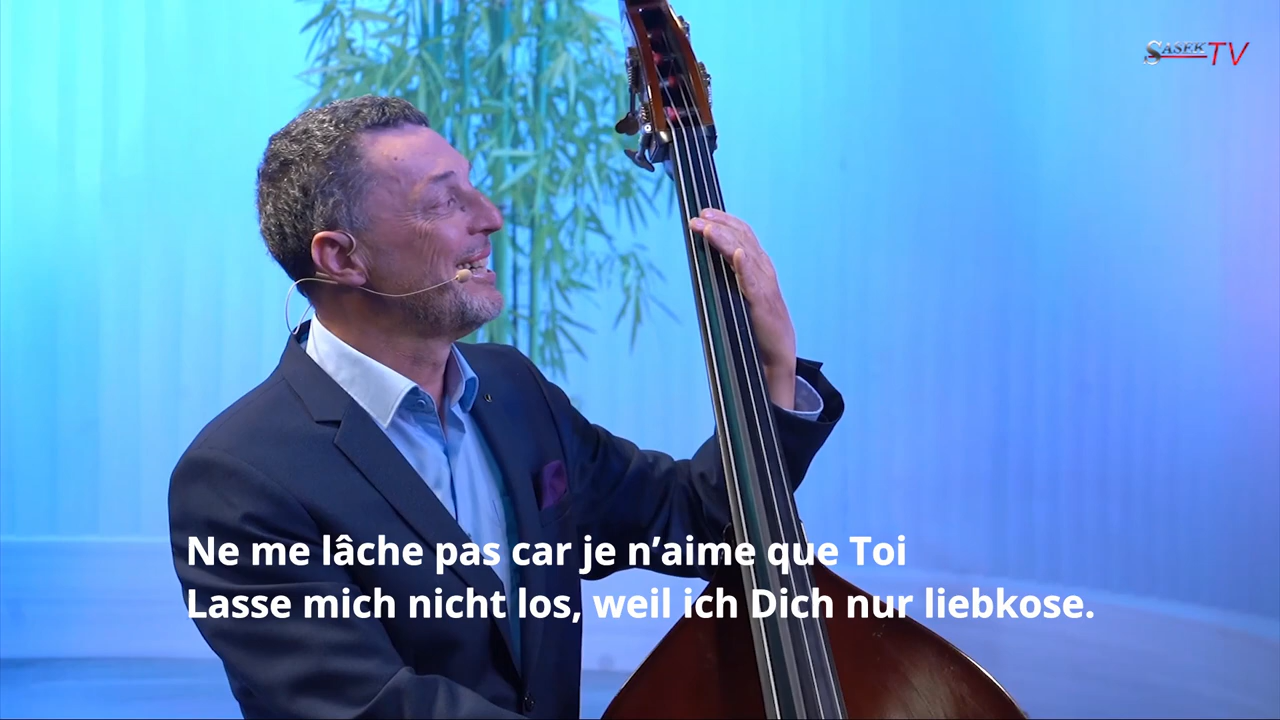 SASEK TV
Ne me lâche pas car je n’aime que Toi
Lasse mich nicht los, weil ich Dich nur liebkose.